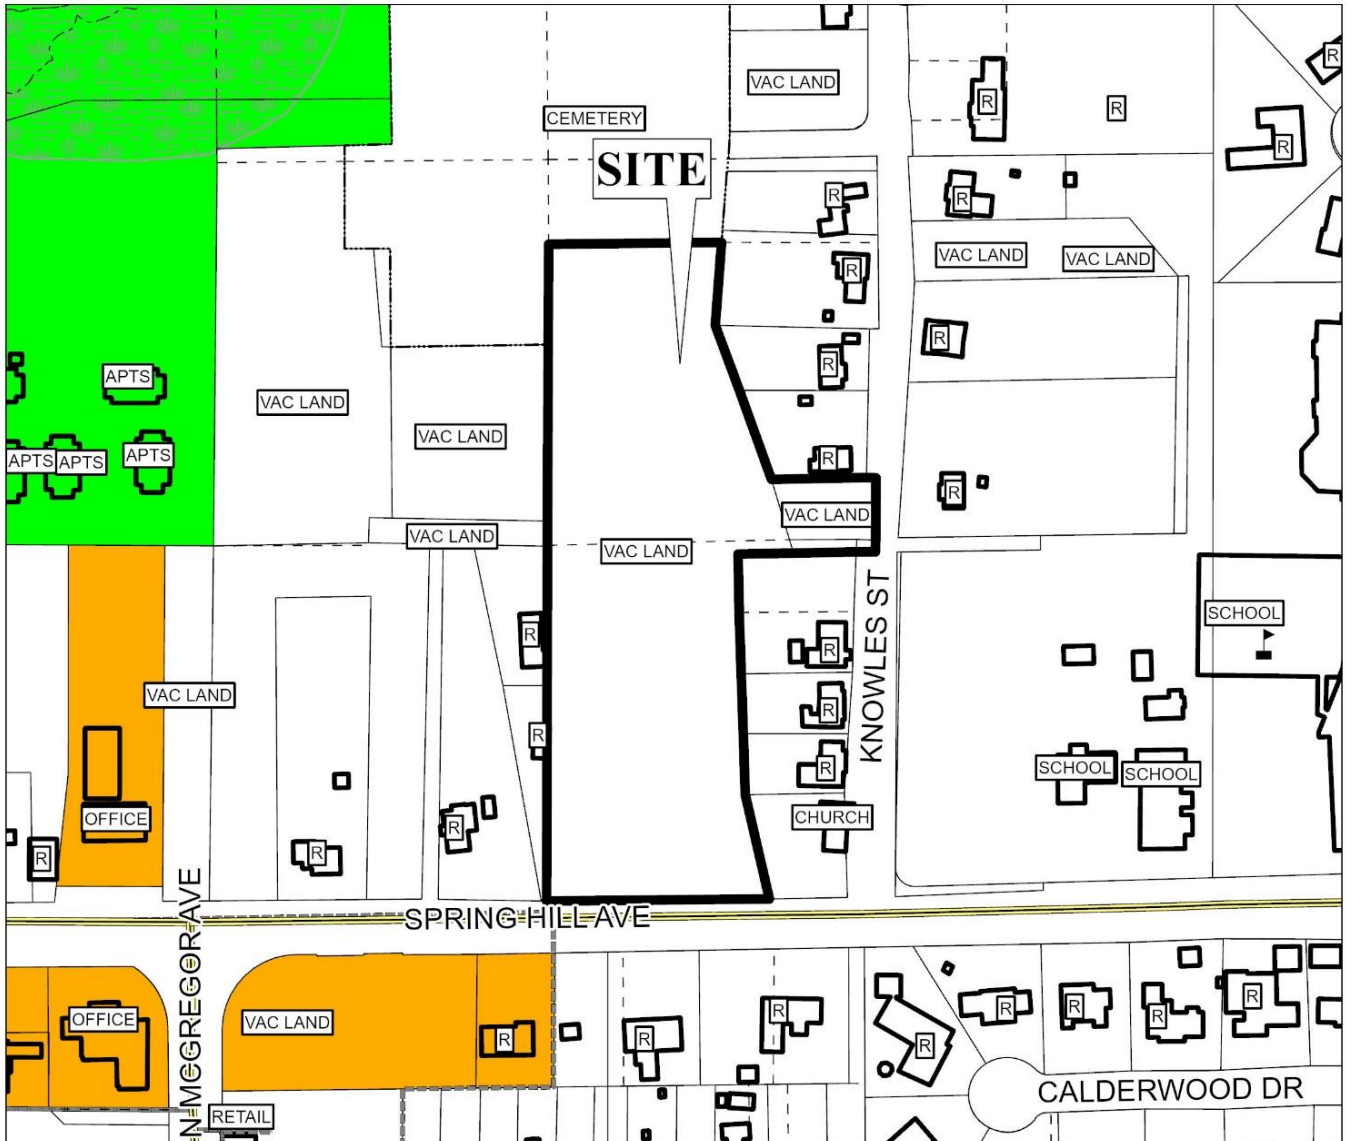 R
VAC LAND
R
R
CEMETERY
R
SITE
R
R
VAC LAND
VAC LAND
R
R
R
APTS
VAC LAND
VAC LAND
APTS
APTS
APTS
R
R
VAC LAND
VAC LAND
VAC LAND
SCHOOL
R
R
KNOWLES ST
VAC LAND
R
R
R
SCHOOL
SCHOOL
OFFICE
CHURCH
R
R
R
SPRING HILL AVE
N MCGREGOR AVE
R
R
R
R
OFFICE
VAC LAND
R
R
R
R
CALDERWOOD DR
RETAIL